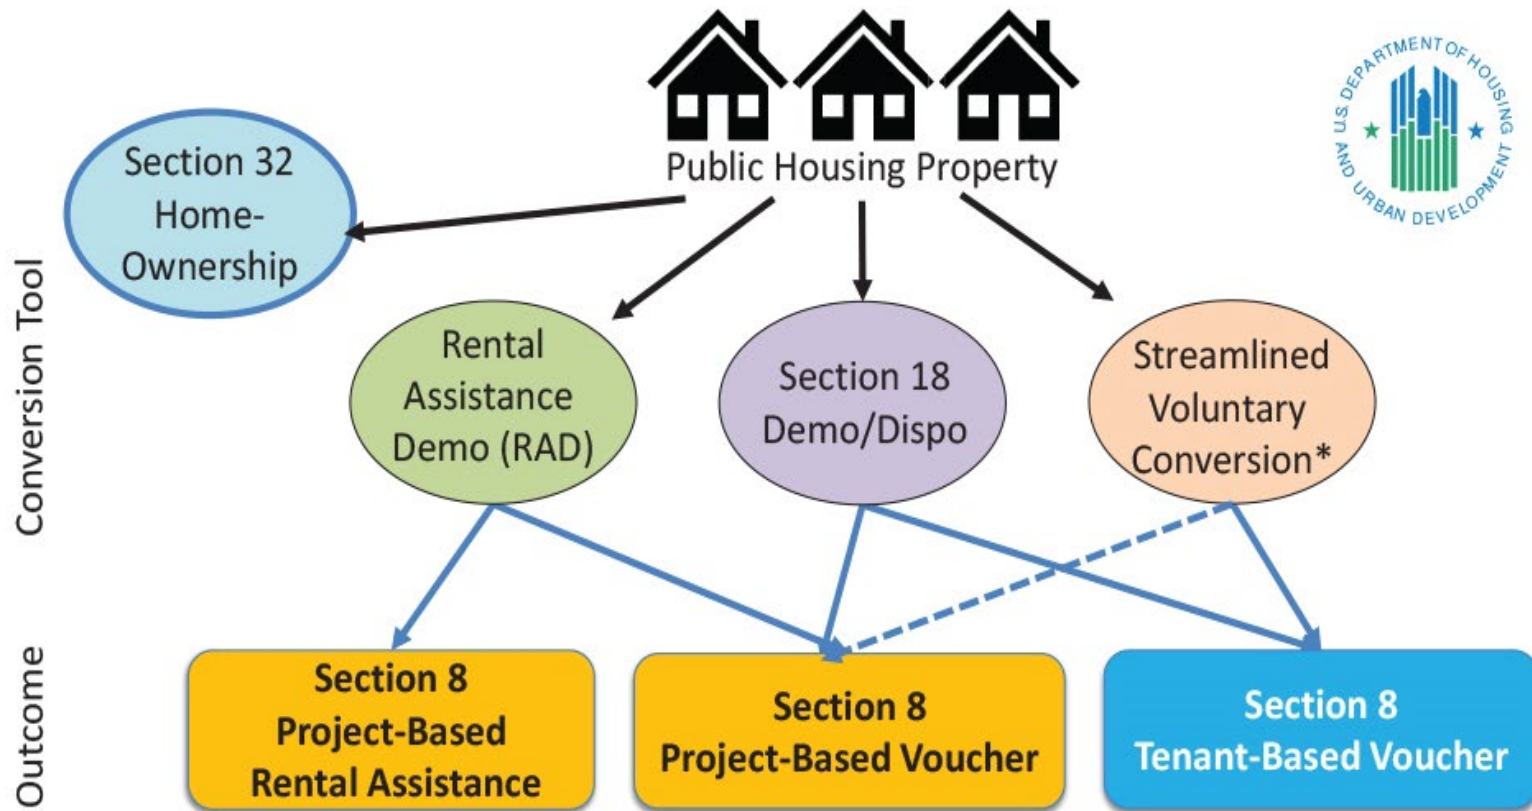 Public Housing Property
U.S. DEPARTMENT OF HOUSING
AND URBAN DEVELOPMENT
Section 32
Home-
Ownership
Conversion Tool
Rental
Assistance
Demo (RAD)
Section 18
Demo/Dispo
Streamlined
Voluntary
Conversion*
Outcome
Section 8
Project-Based
Rental Assistance
Section 8
Project-Based Voucher
Section 8
Tenant-Based Voucher